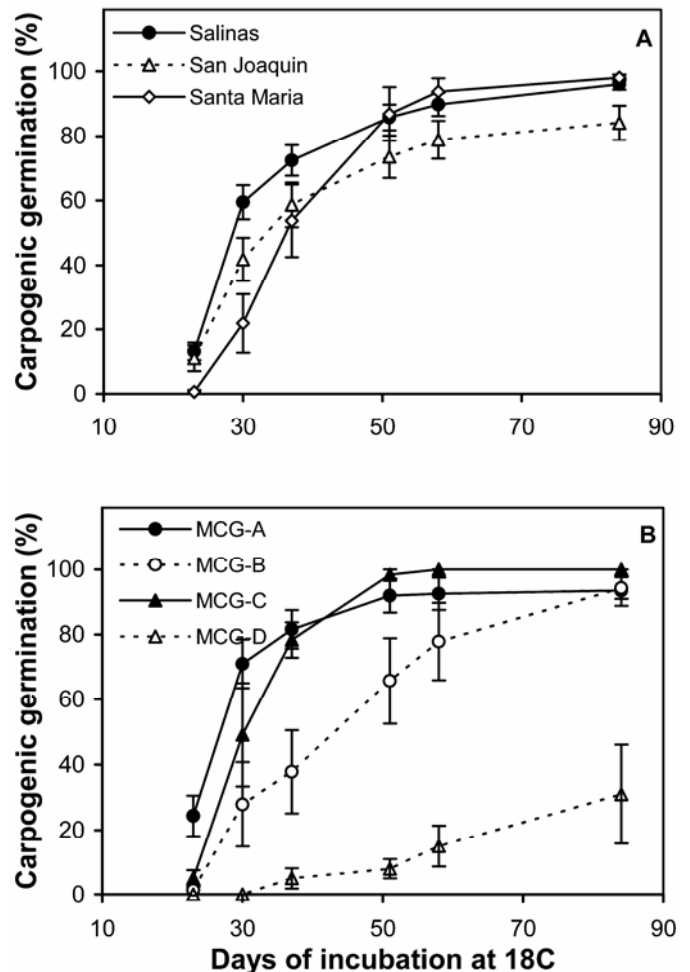 Salinas
San Joaquin
Santa Maria
A
Carpogenic germination (%)
100
80
60
40
20
0
10 30 50 70 90
MCG-A
MCG-B
MCG-C
MCG-D
B
Carpogenic germination (%)
100
80
60
40
20
0
10 30 50 70 90
Days of incubation at 18C